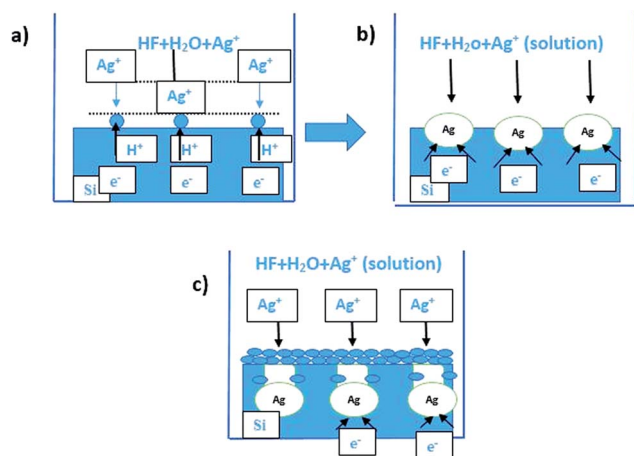 a)
HF+H₂O+Ag⁺
Ag⁺
Ag⁺
Ag⁺
H⁺
H⁺
H⁺
Si
e⁻
e⁻
e⁻
b)
HF+H₂o+Ag⁺ (solution)
Ag
Ag
Ag
Si
e⁻
e⁻
e⁻
c)
HF+H₂O+Ag⁺ (solution)
Ag⁺
Ag⁺
Ag⁺
Ag
Ag
Ag
Si
e⁻
e⁻